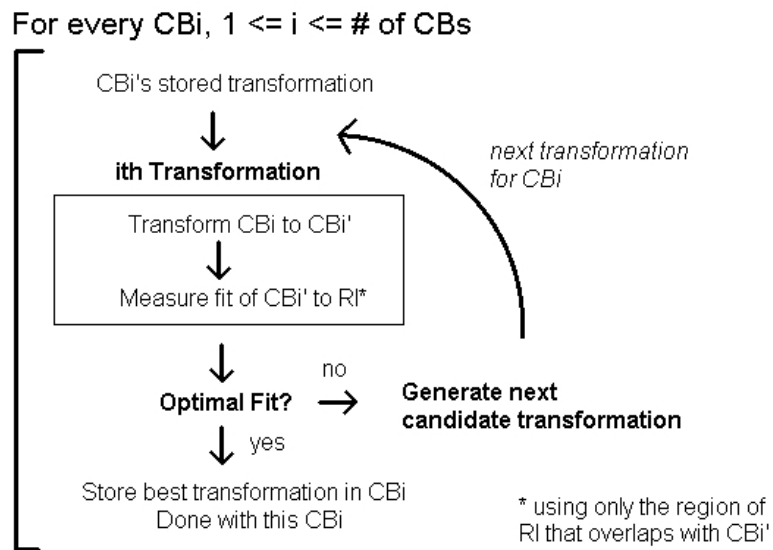 For every CBi, 1 <= i <= # of CBs
CBi's stored transformation
next transformation
for CBi
ith Transformation
Transform CBi to CBi'
Measure fit of CBi' to RI*
no
Optimal Fit?
Generate next
candidate transformation
yes
Store best transformation in CBi
Done with this CBi
* using only the region of
RI that overlaps with CBi'